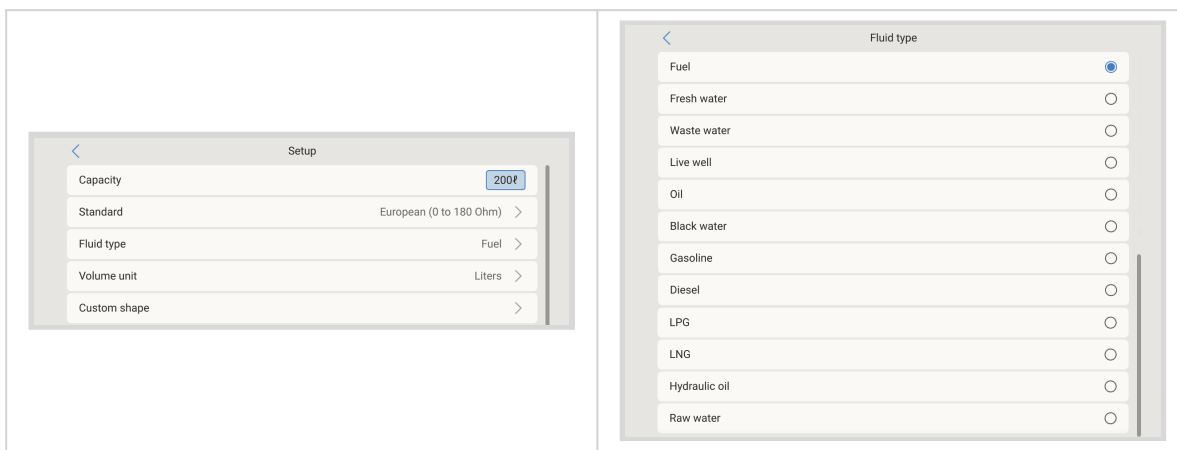 Setup
Capacity 200ℓ
Standard European (0 to 180 Ohm)
Fluid type Fuel
Volume unit Liters
Custom shape
Fluid type
Fuel
Fresh water
Waste water
Live well
Oil
Black water
Gasoline
Diesel
LPG
LNG
Hydraulic oil
Raw water